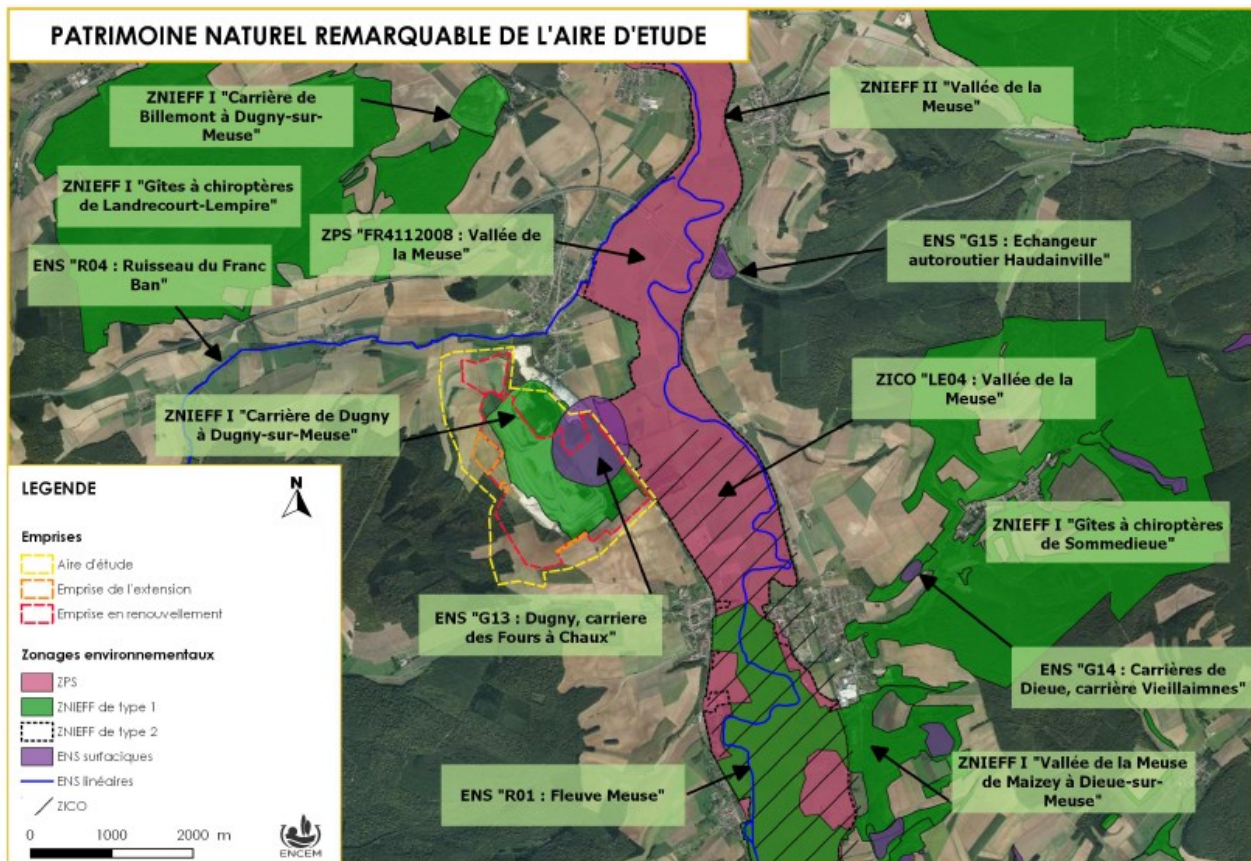 PATRIMOINE NATUREL REMARQUABLE DE L'AIRE D'ETUDE
ZNIEFF I "Carrière de
Billemont à Dugny-sur-
Meuse"
ZNIEFF II "Vallée de la
Meuse"
ZNIEFF I "Gîtes à chiroptères
de Landrecourt-Lempire"
ZPS "FR4112008 : Vallée de
la Meuse"
ENS "G15 : Echangeur
autoroutier Haudainville"
ENS "R04 : Ruisseau du Franc
Ban"
ZICO "LE04 : Vallée de la
Meuse"
ZNIEFF I "Carrière de Dugny
à Dugny-sur-Meuse"
ZNIEFF I "Gîtes à chiroptères
de Sommedieue"
ENS "G13 : Dugny, carriere
des Fours à Chaux"
ENS "G14 : Carrières de
Dieue, carrière Vieillaimnes"
ENS "R01 : Fleuve Meuse"
ZNIEFF I "Vallée de la Meuse
de Maizey à Dieue-sur-
Meuse"
LEGENDE
N
Emprises
Aire d'étude
Emprise de l'extension
Emprise en renouvellement
Zonages environnementaux
ZPS
ZNIEFF de type 1
ZNIEFF de type 2
ENS surfaciques
ENS linéaires
ZICO
0 1000 2000 m
ENCEM